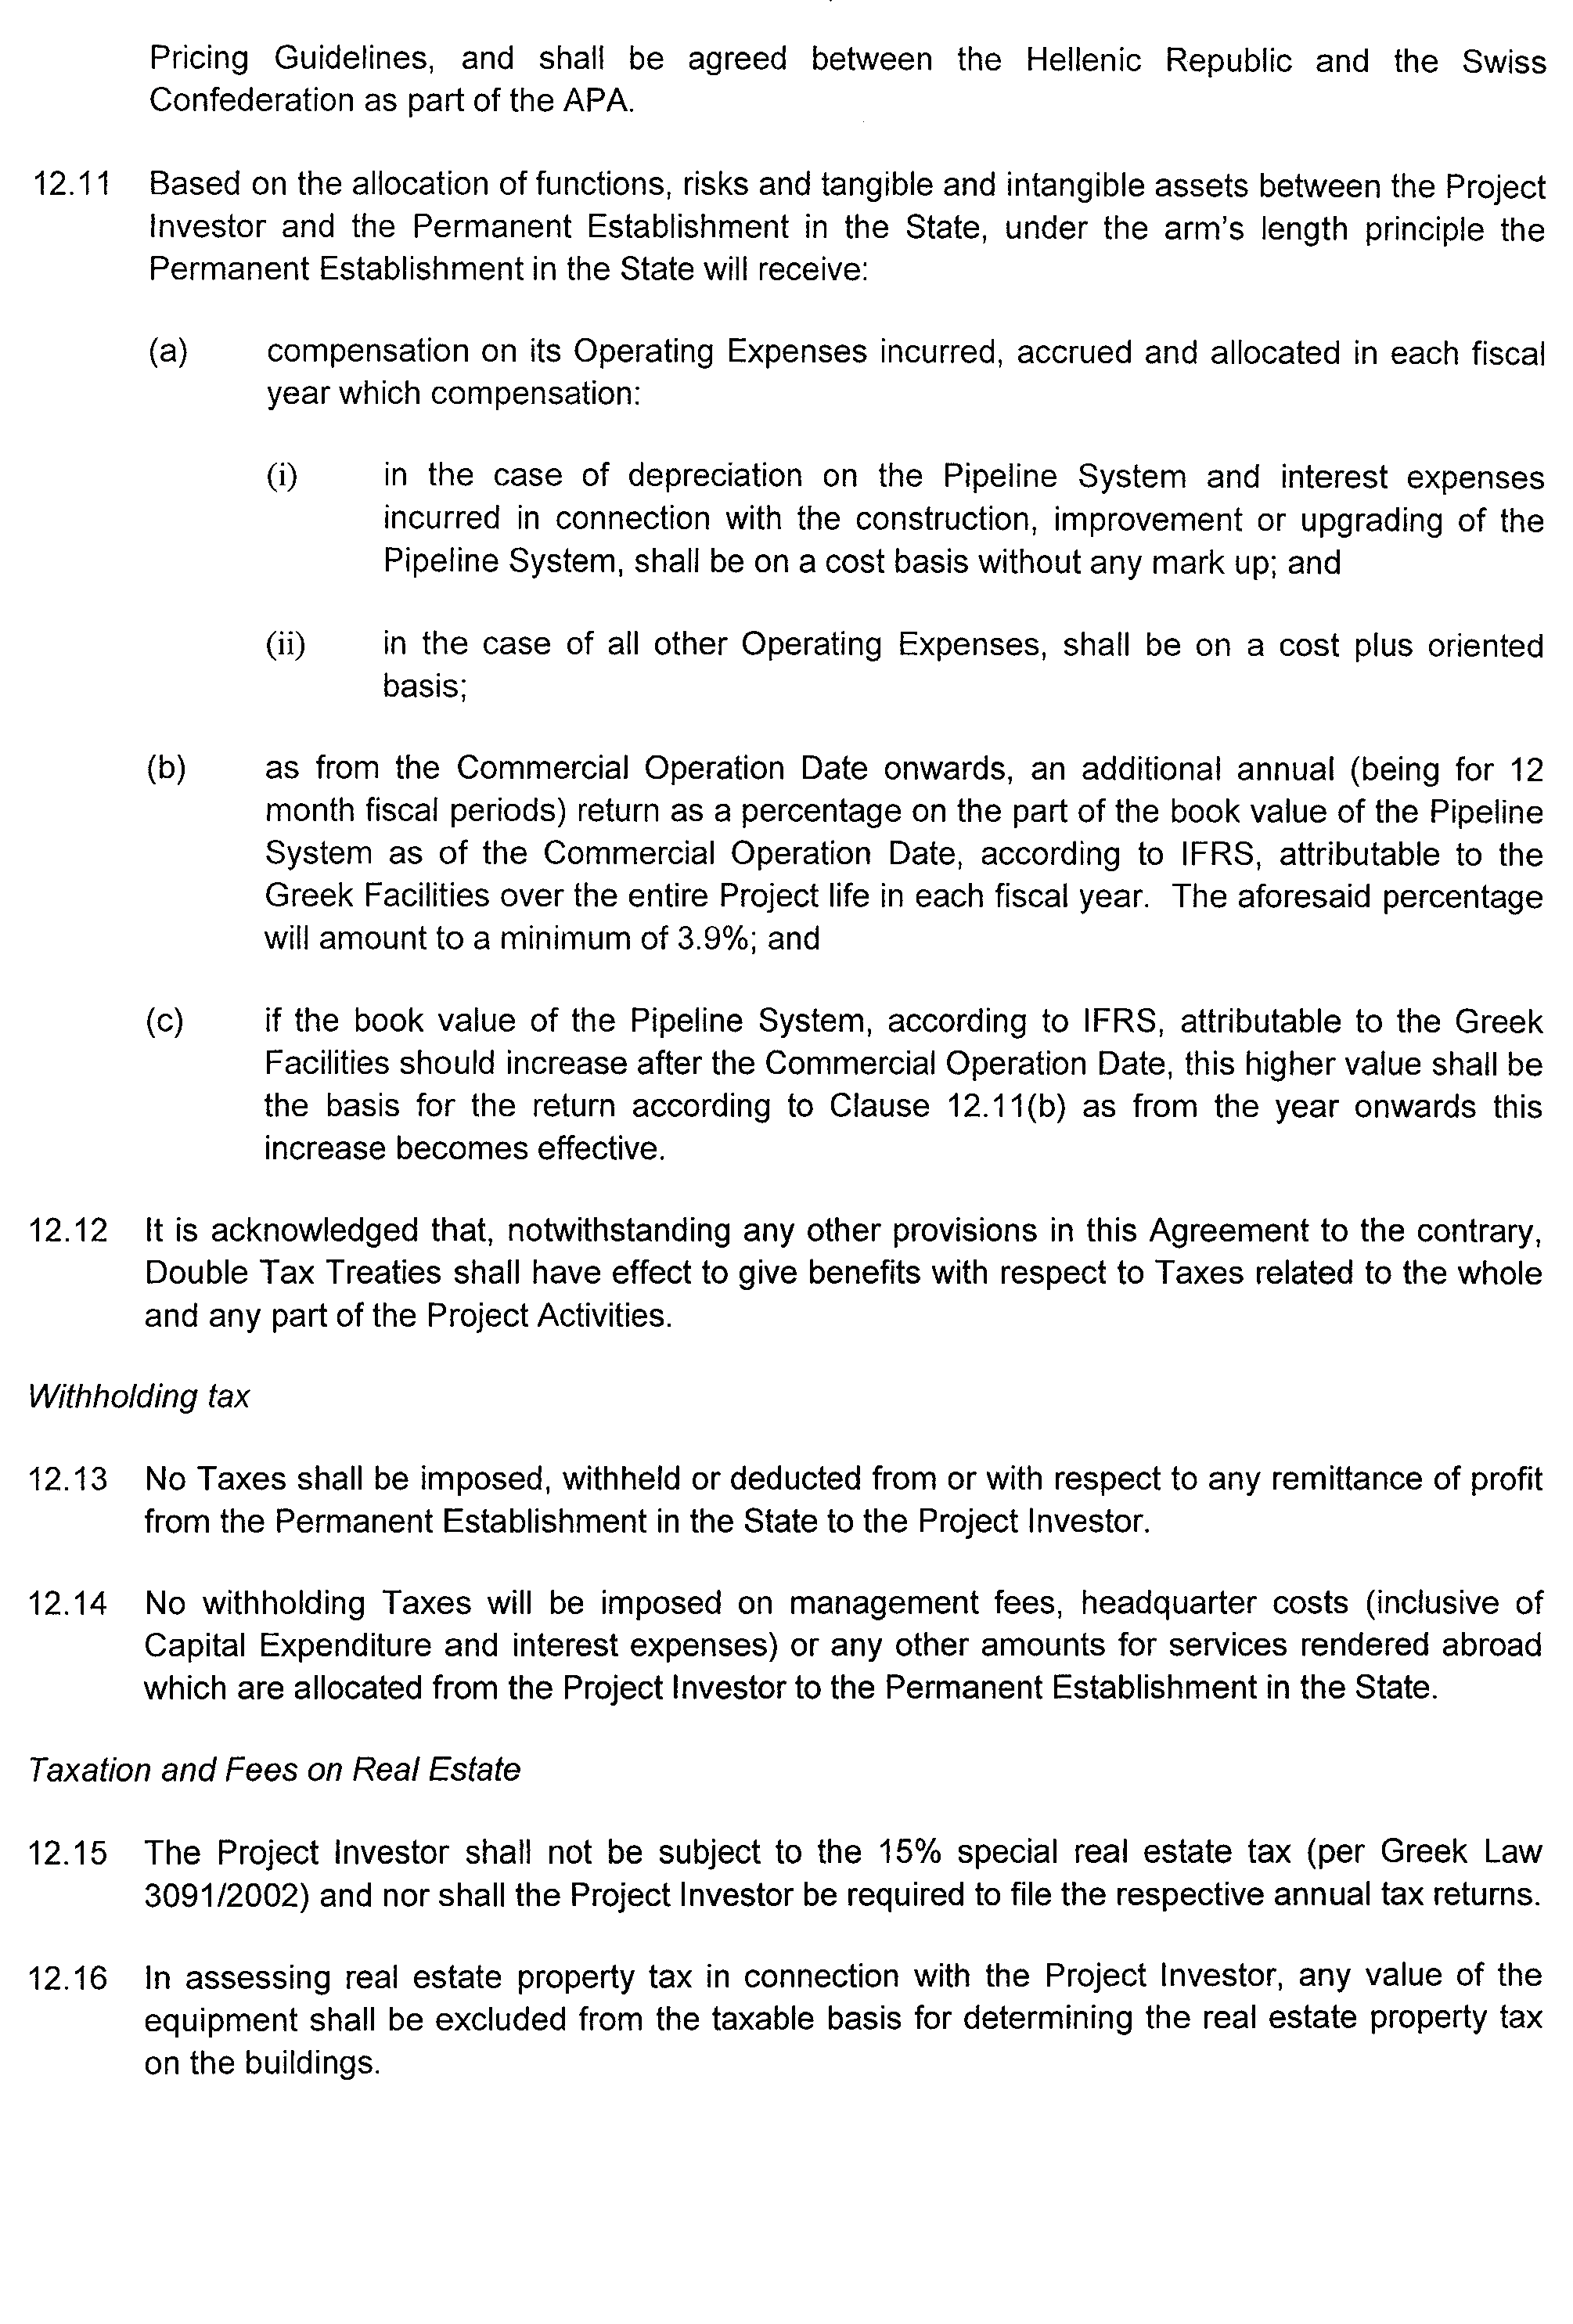 Pricing Guidelines, and shall be agreed between the Hellenic Republic and the Swiss
Confederation as part of the APA.
12.11 Based on the allocation of functions, risks and tangible and intangible assets between the Project
Investor and the Permanent Establishment in the State, under the arm's length principle the
Permanent Establishment in the State will receive:
(a) compensation on its Operating Expenses incurred, accrued and allocated in each fiscal
year which compensation:
(i) in the case of depreciation on the Pipeline System and interest expenses
incurred in connection with the construction, improvement or upgrading of the
Pipeline System, shall be on a cost basis without any mark up; and
(ii) in the case of all other Operating Expenses, shall be on a cost plus oriented
basis;
(b) as from the Commercial Operation Date onwards, an additional annual (being for 12
month fiscal periods) return as a percentage on the part of the book value of the Pipeline
System as of the Commercial Operation Date, according to IFRS, attributable to the
Greek Facilities over the entire Project life in each fiscal year. The aforesaid percentage
will amount to a minimum of 3.9%; and
(c) if the book value of the Pipeline System, according to IFRS, attributable to the Greek
Facilities should increase after the Commercial Operation Date, this higher value shall be
the basis for the return according to Clause 12.11(b) as from the year onwards this
increase becomes effective.
12.12 It is acknowledged that, notwithstanding any other provisions in this Agreement to the contrary,
Double Tax Treaties shall have effect to give benefits with respect to Taxes related to the whole
and any part of the Project Activities.
Withholding tax
12.13 No Taxes shall be imposed, withheld or deducted from or with respect to any remittance of profit
from the Permanent Establishment in the State to the Project Investor.
12.14 No withholding Taxes will be imposed on management fees, headquarter costs (inclusive of
Capital Expenditure and interest expenses) or any other amounts for services rendered abroad
which are allocated from the Project Investor to the Permanent Establishment in the State.
Taxation and Fees on Real Estate
12.15 The Project Investor shall not be subject to the 15% special real estate tax (per Greek Law
3091/2002) and nor shall the Project Investor be required to file the respective annual tax returns.
12.16 In assessing real estate property tax in connection with the Project Investor, any value of the
equipment shall be excluded from the taxable basis for determining the real estate property tax
on the buildings.